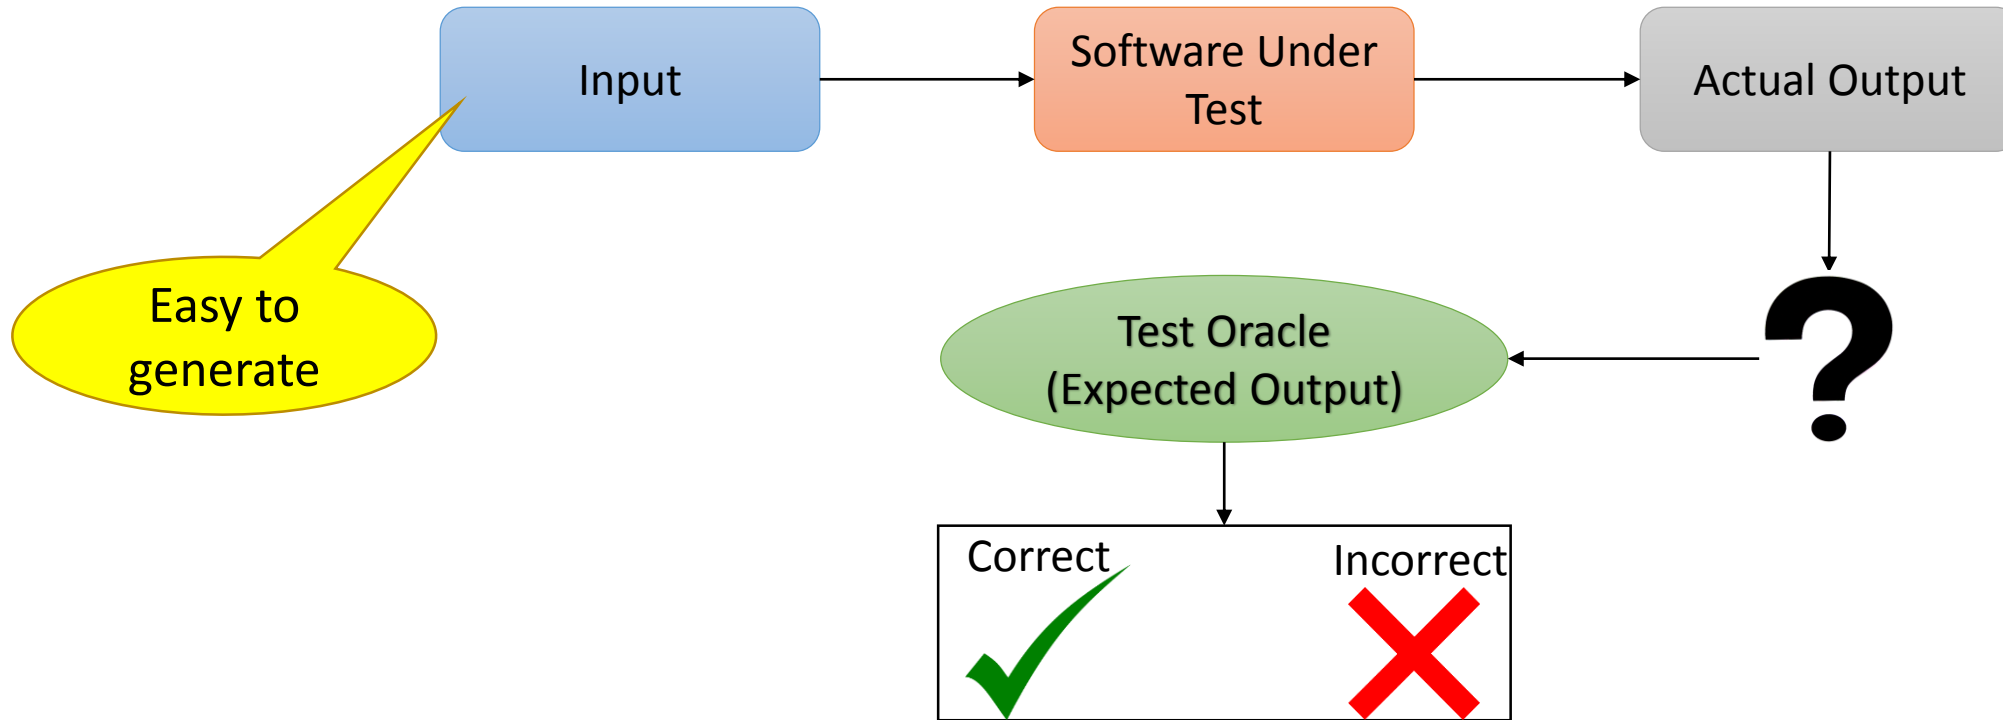 Input
Software Under
Test
Actual Output
Easy to
generate
?
Test Oracle
(Expected Output)
Correct
Incorrect